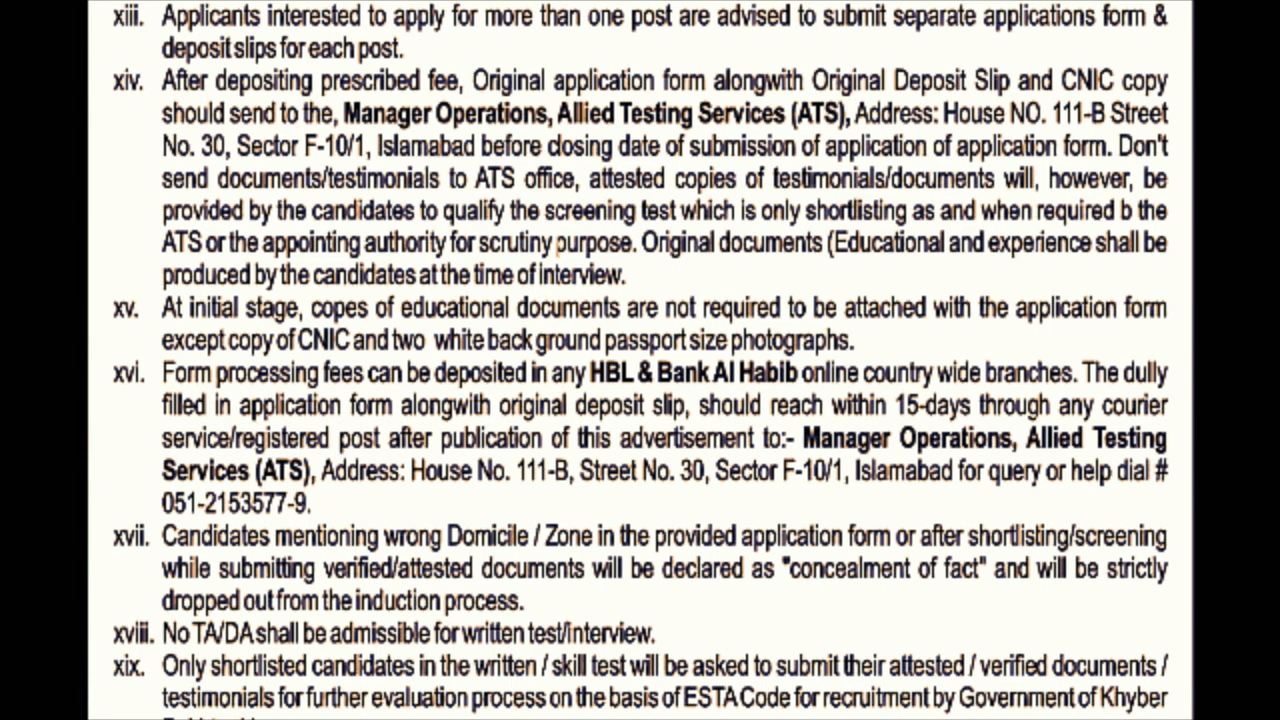 xiii. Applicants interested to apply for more than one post are advised to submit separate applications form &
deposit slips for each post.
xiv. After depositing prescribed fee, Original application form alongwith Original Deposit Slip and CNIC copy
should send to the, Manager Operations, Allied Testing Services (ATS), Address: House NO. 111-B Street
No. 30, Sector F-10/1, Islamabad before closing date of submission of application of application form. Don't
send documents/testimonials to ATS office, attested copies of testimonials/documents will, however, be
provided by the candidates to qualify the screening test which is only shortlisting as and when required b the
ATS or the appointing authority for scrutiny purpose. Original documents (Educational and experience shall be
produced by the candidates at the time of interview.
xv. At initial stage, copes of educational documents are not required to be attached with the application form
except copy of CNIC and two white back ground passport size photographs.
xvi. Form processing fees can be deposited in any HBL & Bank Al Habib online country wide branches. The dully
filled in application form alongwith original deposit slip, should reach within 15-days through any courier
service/registered post after publication of this advertisement to:- Manager Operations, Allied Testing
Services (ATS), Address: House No. 111-B, Street No. 30, Sector F-10/1, Islamabad for query or help dial #
051-2153577-9.
xvii. Candidates mentioning wrong Domicile / Zone in the provided application form or after shortlisting/screening
while submitting verified/attested documents will be declared as "concealment of fact" and will be strictly
dropped out from the induction process.
xviii. No TA/DA shall be admissible for written test/interview.
xix. Only shortlisted candidates in the written / skill test will be asked to submit their attested / verified documents /
testimonials for further evaluation process on the basis of ESTA Code for recruitment by Government of Khyber